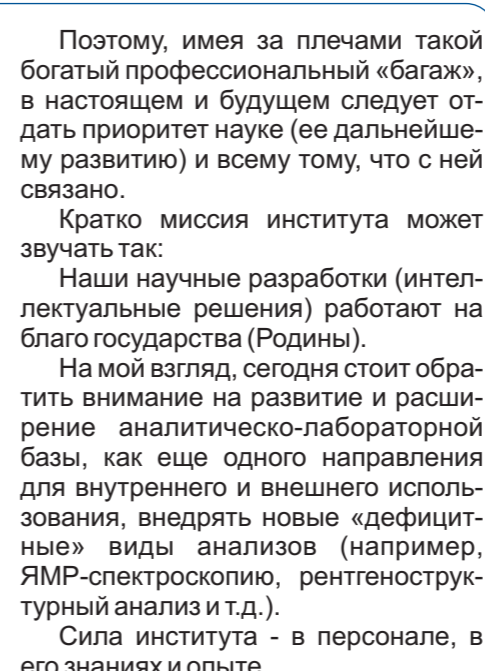 Поэтому, имея за плечами такой
богатый профессиональный «багаж»,
в настоящем и будущем следует от-
дать приоритет науке (ее дальнейше-
му развитию) и всему тому, что с ней
связано.
Кратко миссия института может
звучать так:
Наши научные разработки (интел-
лектуальные решения) работают на
благо государства (Родины).
На мой взгляд, сегодня стоит обра-
тить внимание на развитие и расши-
рение аналитическо-лабораторной
базы, как еще одного направления
для внутреннего и внешнего исполь-
зования, внедрять новые «дефицит-
ные» виды анализов (например,
ЯМР-спектроскопию, рентгенострук-
турный анализ и т.д.).
Сила института - в персонале, в
его знаниях и опыте